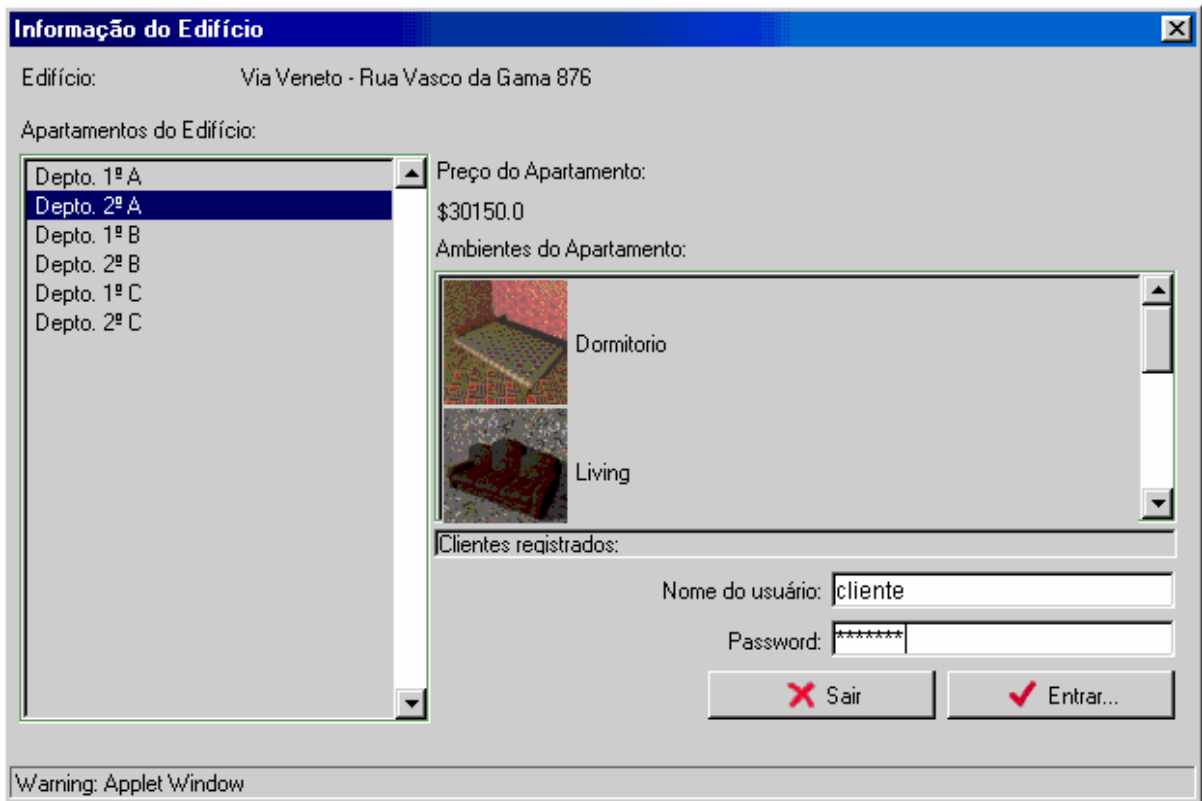 Informação do Edifício
Edifício: Via Veneto - Rua Vasco da Gama 876
Apartamentos do Edifício:
Depto. 1º A
Depto. 2º A
Depto. 1º B
Depto. 2º B
Depto. 1º C
Depto. 2º C
Preço do Apartamento:
$30150.0
Ambientes do Apartamento:
Dormitorio
Living
Clientes registrados:
Nome do usuário: cliente
Password: *******
Sair
Entrar...
Warning: Applet Window